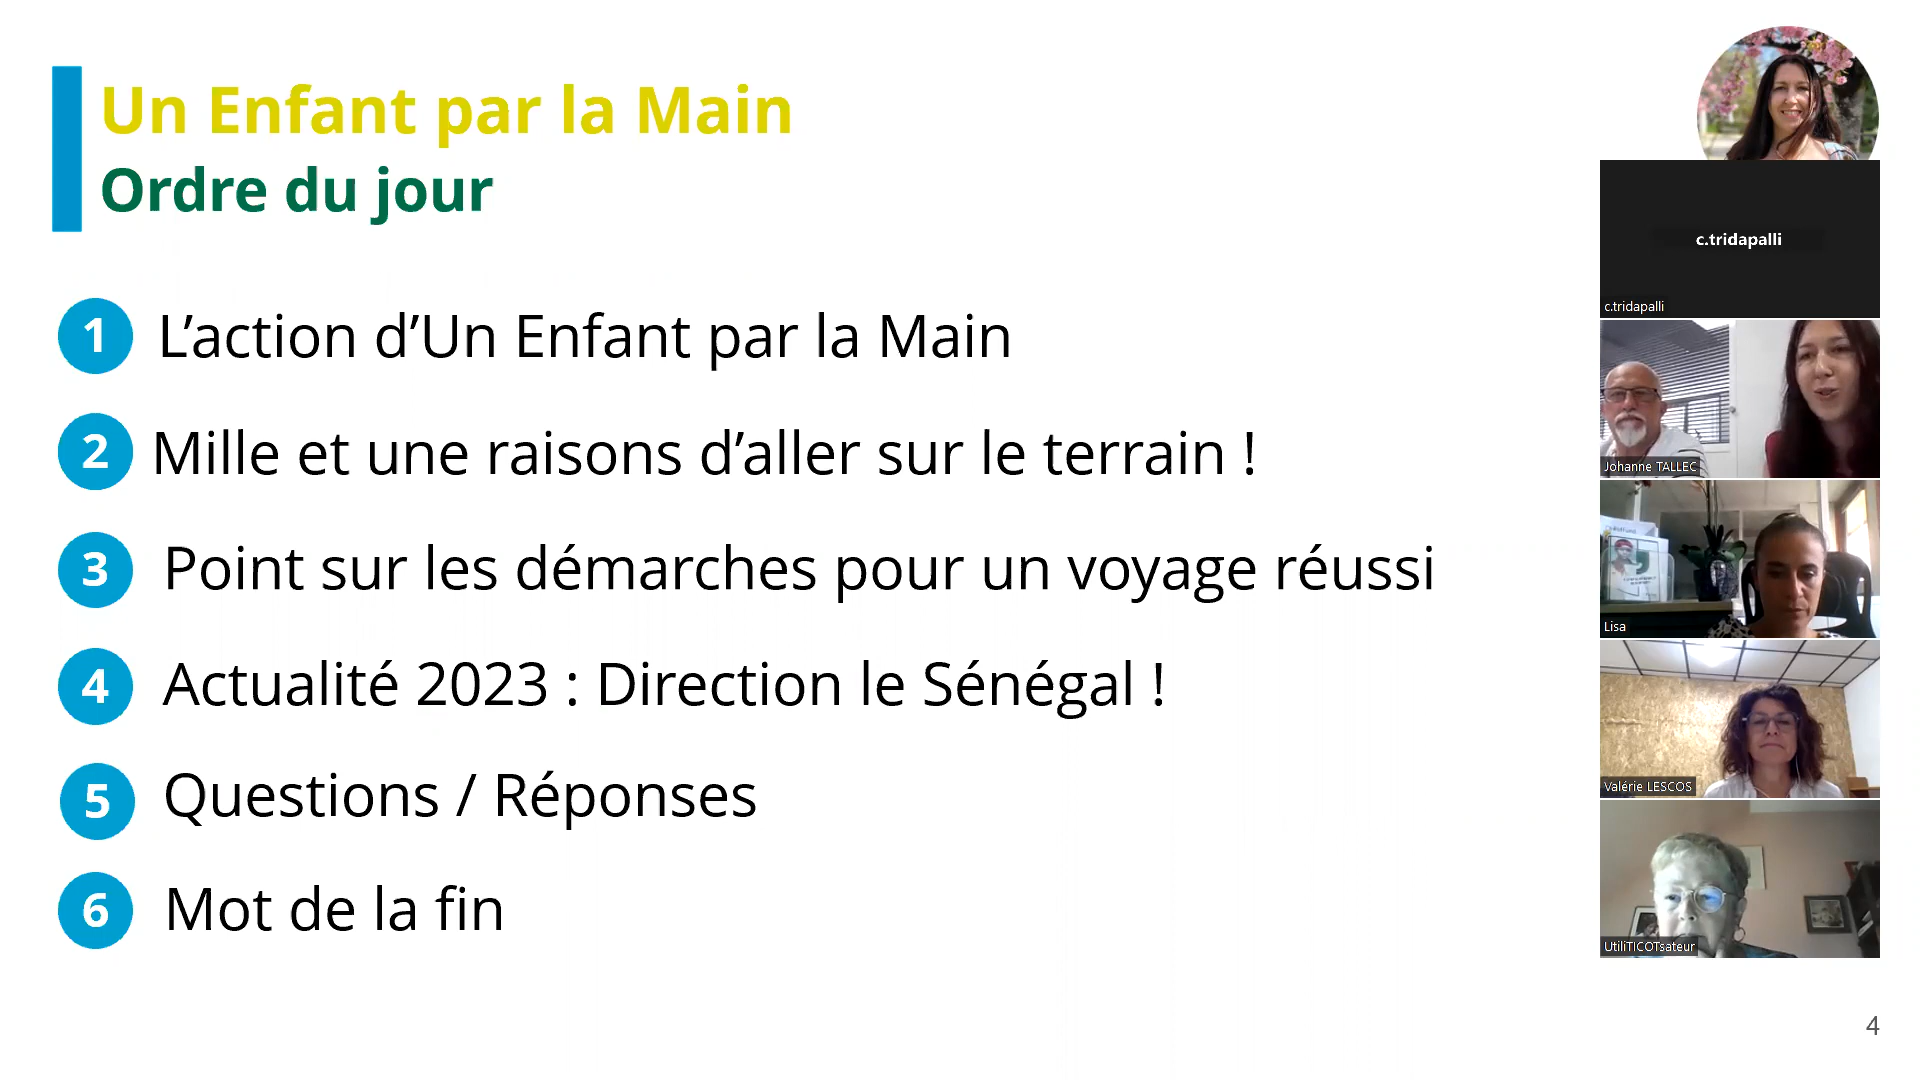 Un Enfant par la Main
Ordre du jour
1 L’action d’Un Enfant par la Main
2 Mille et une raisons d’aller sur le terrain !
3 Point sur les démarches pour un voyage réussi
4 Actualité 2023 : Direction le Sénégal !
5 Questions / Réponses
6 Mot de la fin
c.tridapalli
c.tridapalli
Johanne TALLEC
Lisa
Valérie LESCOS
UtiliTICOTsateur
4